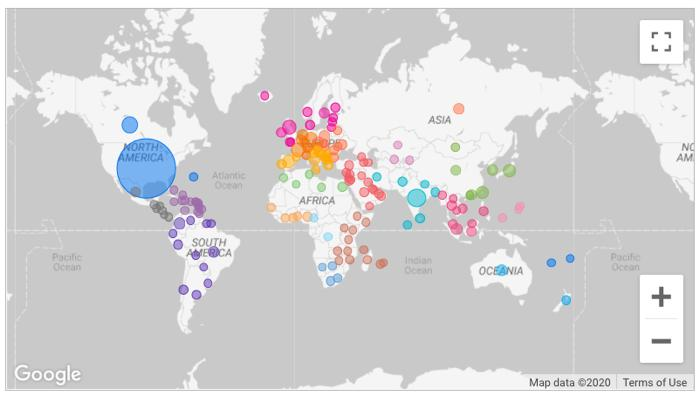 NORTH
AMERICA
Atlantic
Ocean
ASIA
AFRICA
SOUTH
AMERICA
Pacific
Ocean
Indian
Ocean
OCEANIA
Pacific
Ocean
Google
Map data ©2020
Terms of Use